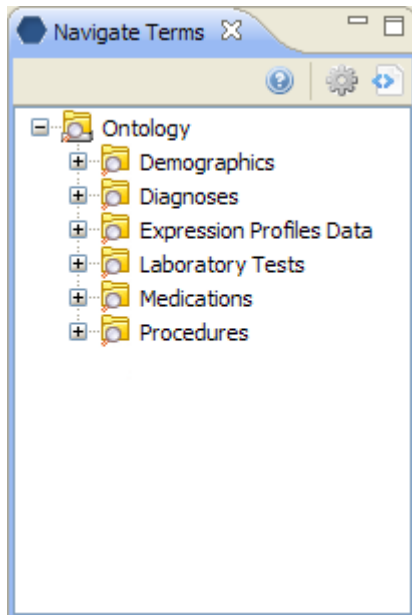 Navigate Terms
Ontology
Demographics
Diagnoses
Expression Profiles Data
Laboratory Tests
Medications
Procedures